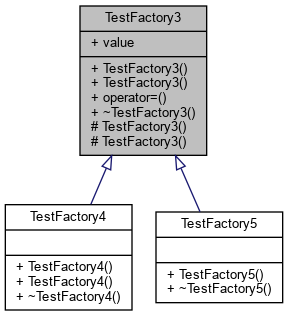 TestFactory3
+ value
+ TestFactory3()
+ TestFactory3()
+ operator=()
+ ~TestFactory3()
# TestFactory3()
# TestFactory3()
TestFactory4
+ TestFactory4()
+ TestFactory4()
+ ~TestFactory4()
TestFactory5
+ TestFactory5()
+ ~TestFactory5()